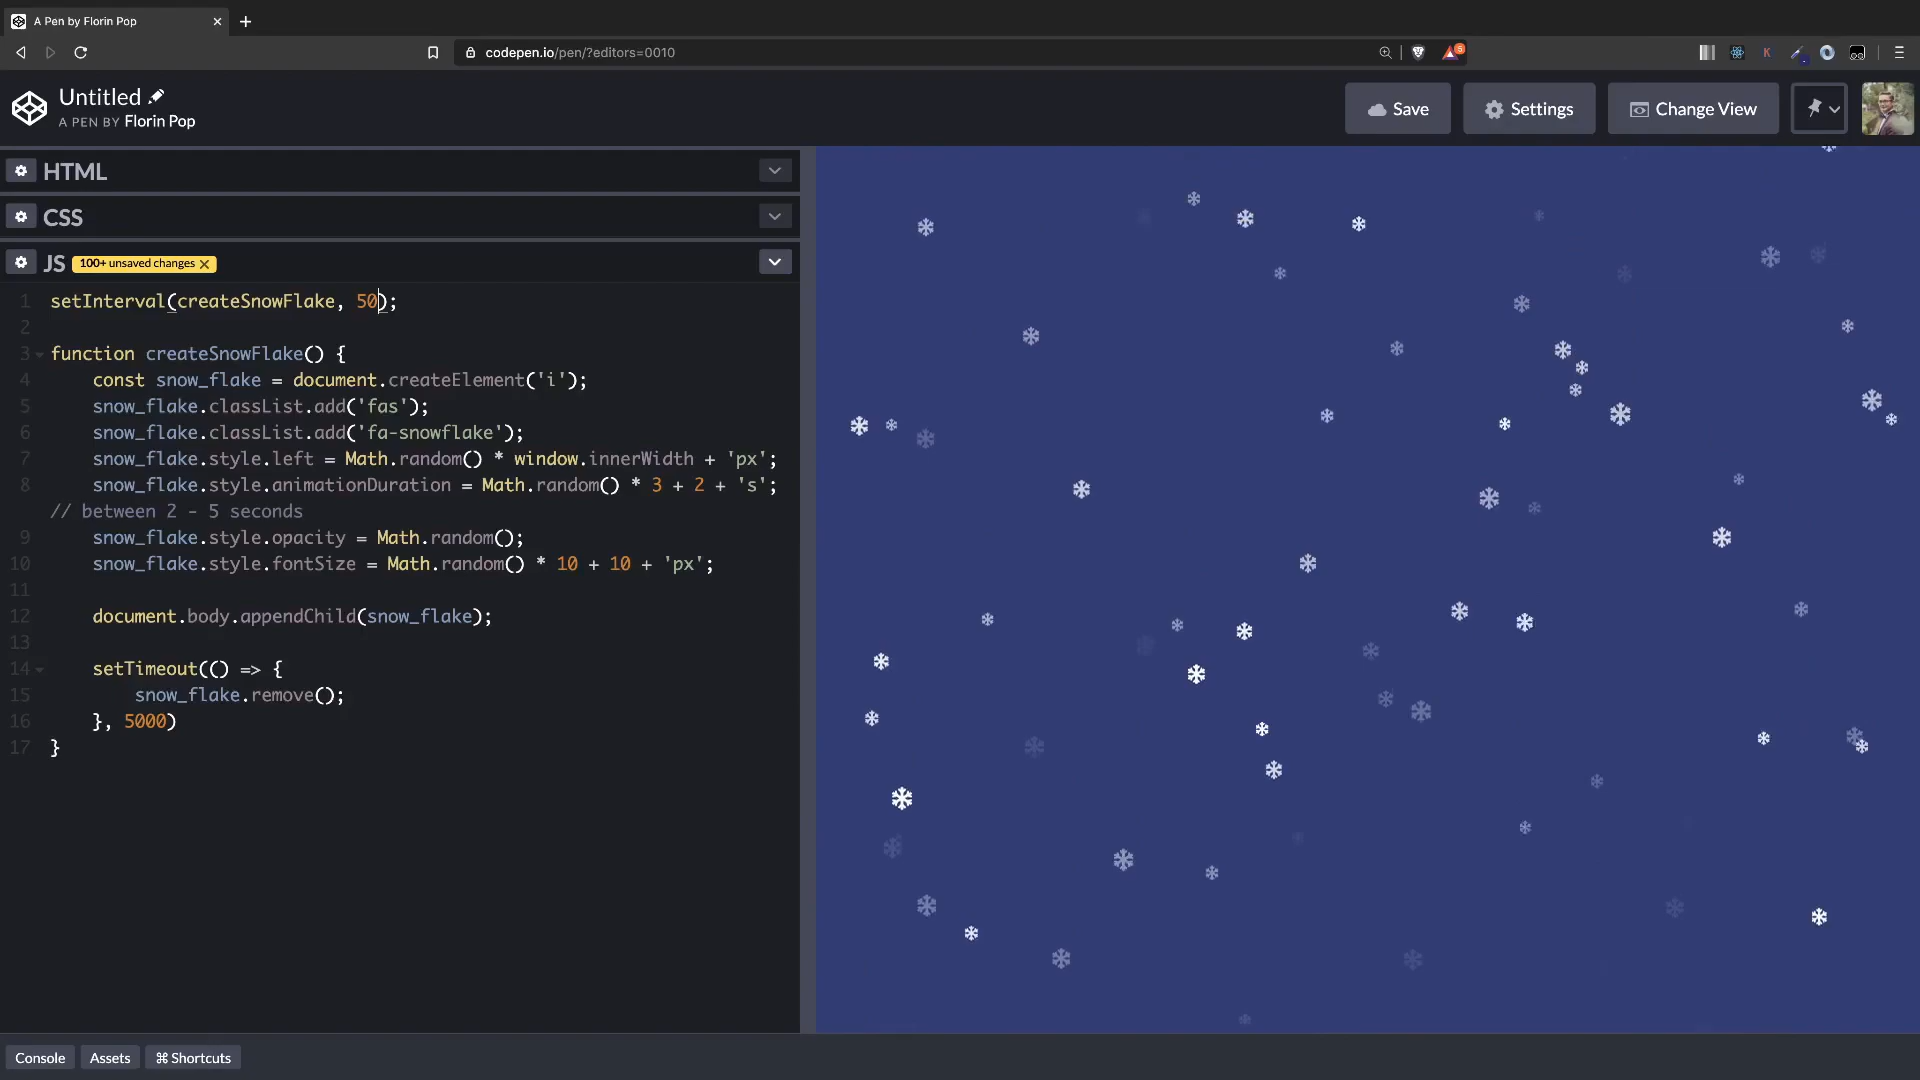 A Pen by Florin Pop
codepen.io/pen/?editors=0010
5
K
Untitled
A PEN BY Florin Pop
Save
Settings
Change View
HTML
CSS
JS
100+ unsaved changes
1 setInterval(createSnowFlake, 50);
2
3 function createSnowFlake() {
4 const snow_flake = document.createElement('i');
5 snow_flake.classList.add('fas');
6 snow_flake.classList.add('fa-snowflake');
7 snow_flake.style.left = Math.random() * window.innerWidth + 'px';
8 snow_flake.style.animationDuration = Math.random() * 3 + 2 + 's';
// between 2 - 5 seconds
9 snow_flake.style.opacity = Math.random();
10 snow_flake.style.fontSize = Math.random() * 10 + 10 + 'px';
11
12 document.body.appendChild(snow_flake);
13
14 setTimeout(() => {
15 snow_flake.remove();
16 }, 5000)
17 }
Console
Assets
⌘ Shortcuts